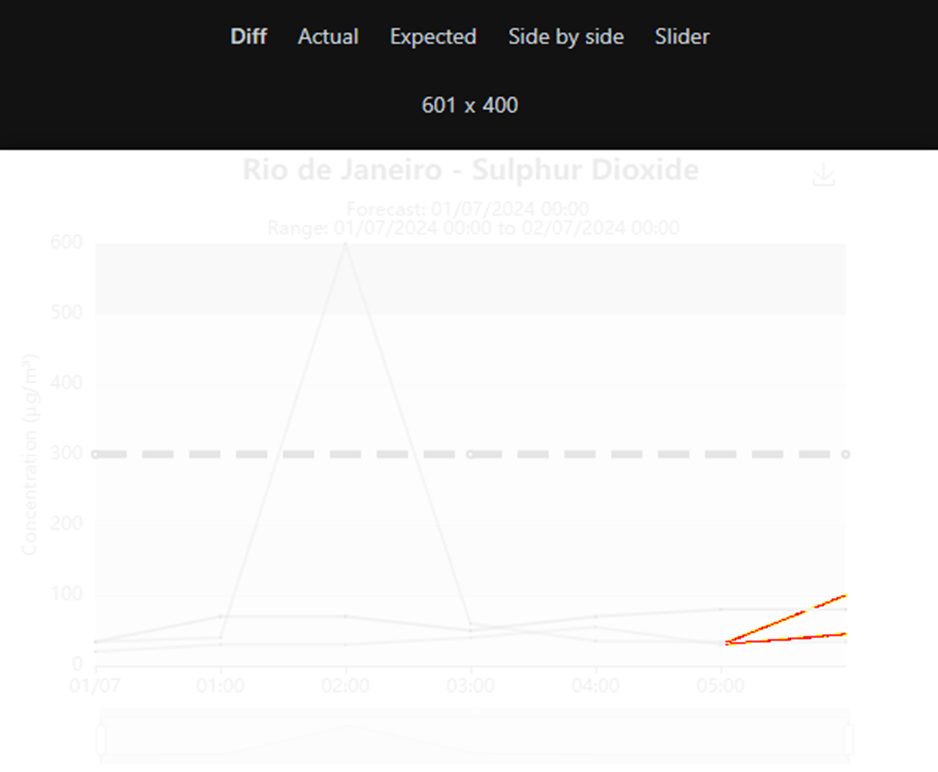 Diff Actual Expected Side by side Slider
601 x 400
Rio de Janeiro - Sulphur Dioxide
Forecast: 01/07/2024 00:00
Range: 01/07/2024 00:00 to 02/07/2024 00:00
Concentration (µg/m³)
600
500
400
300
200
100
0
01/07 01:00 02:00 03:00 04:00 05:00